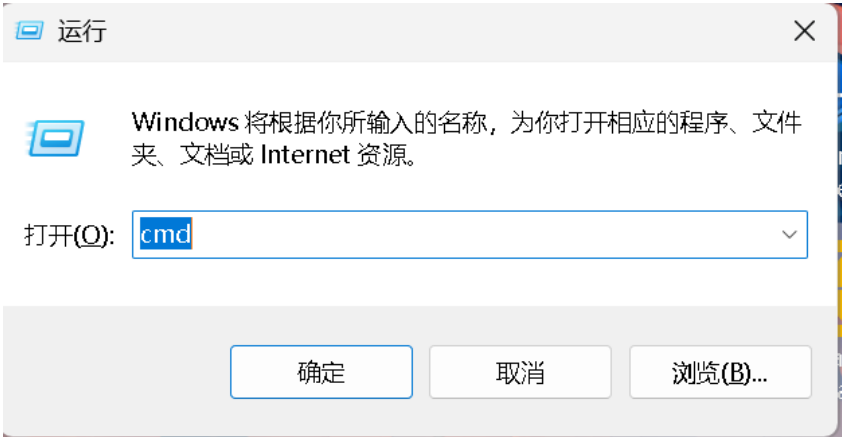 运行
Windows 将根据你所输入的名称，为你打开相应的程序、文件
夹、文档或 Internet 资源。
打开(O): cmd
确定 取消 浏览(B)...